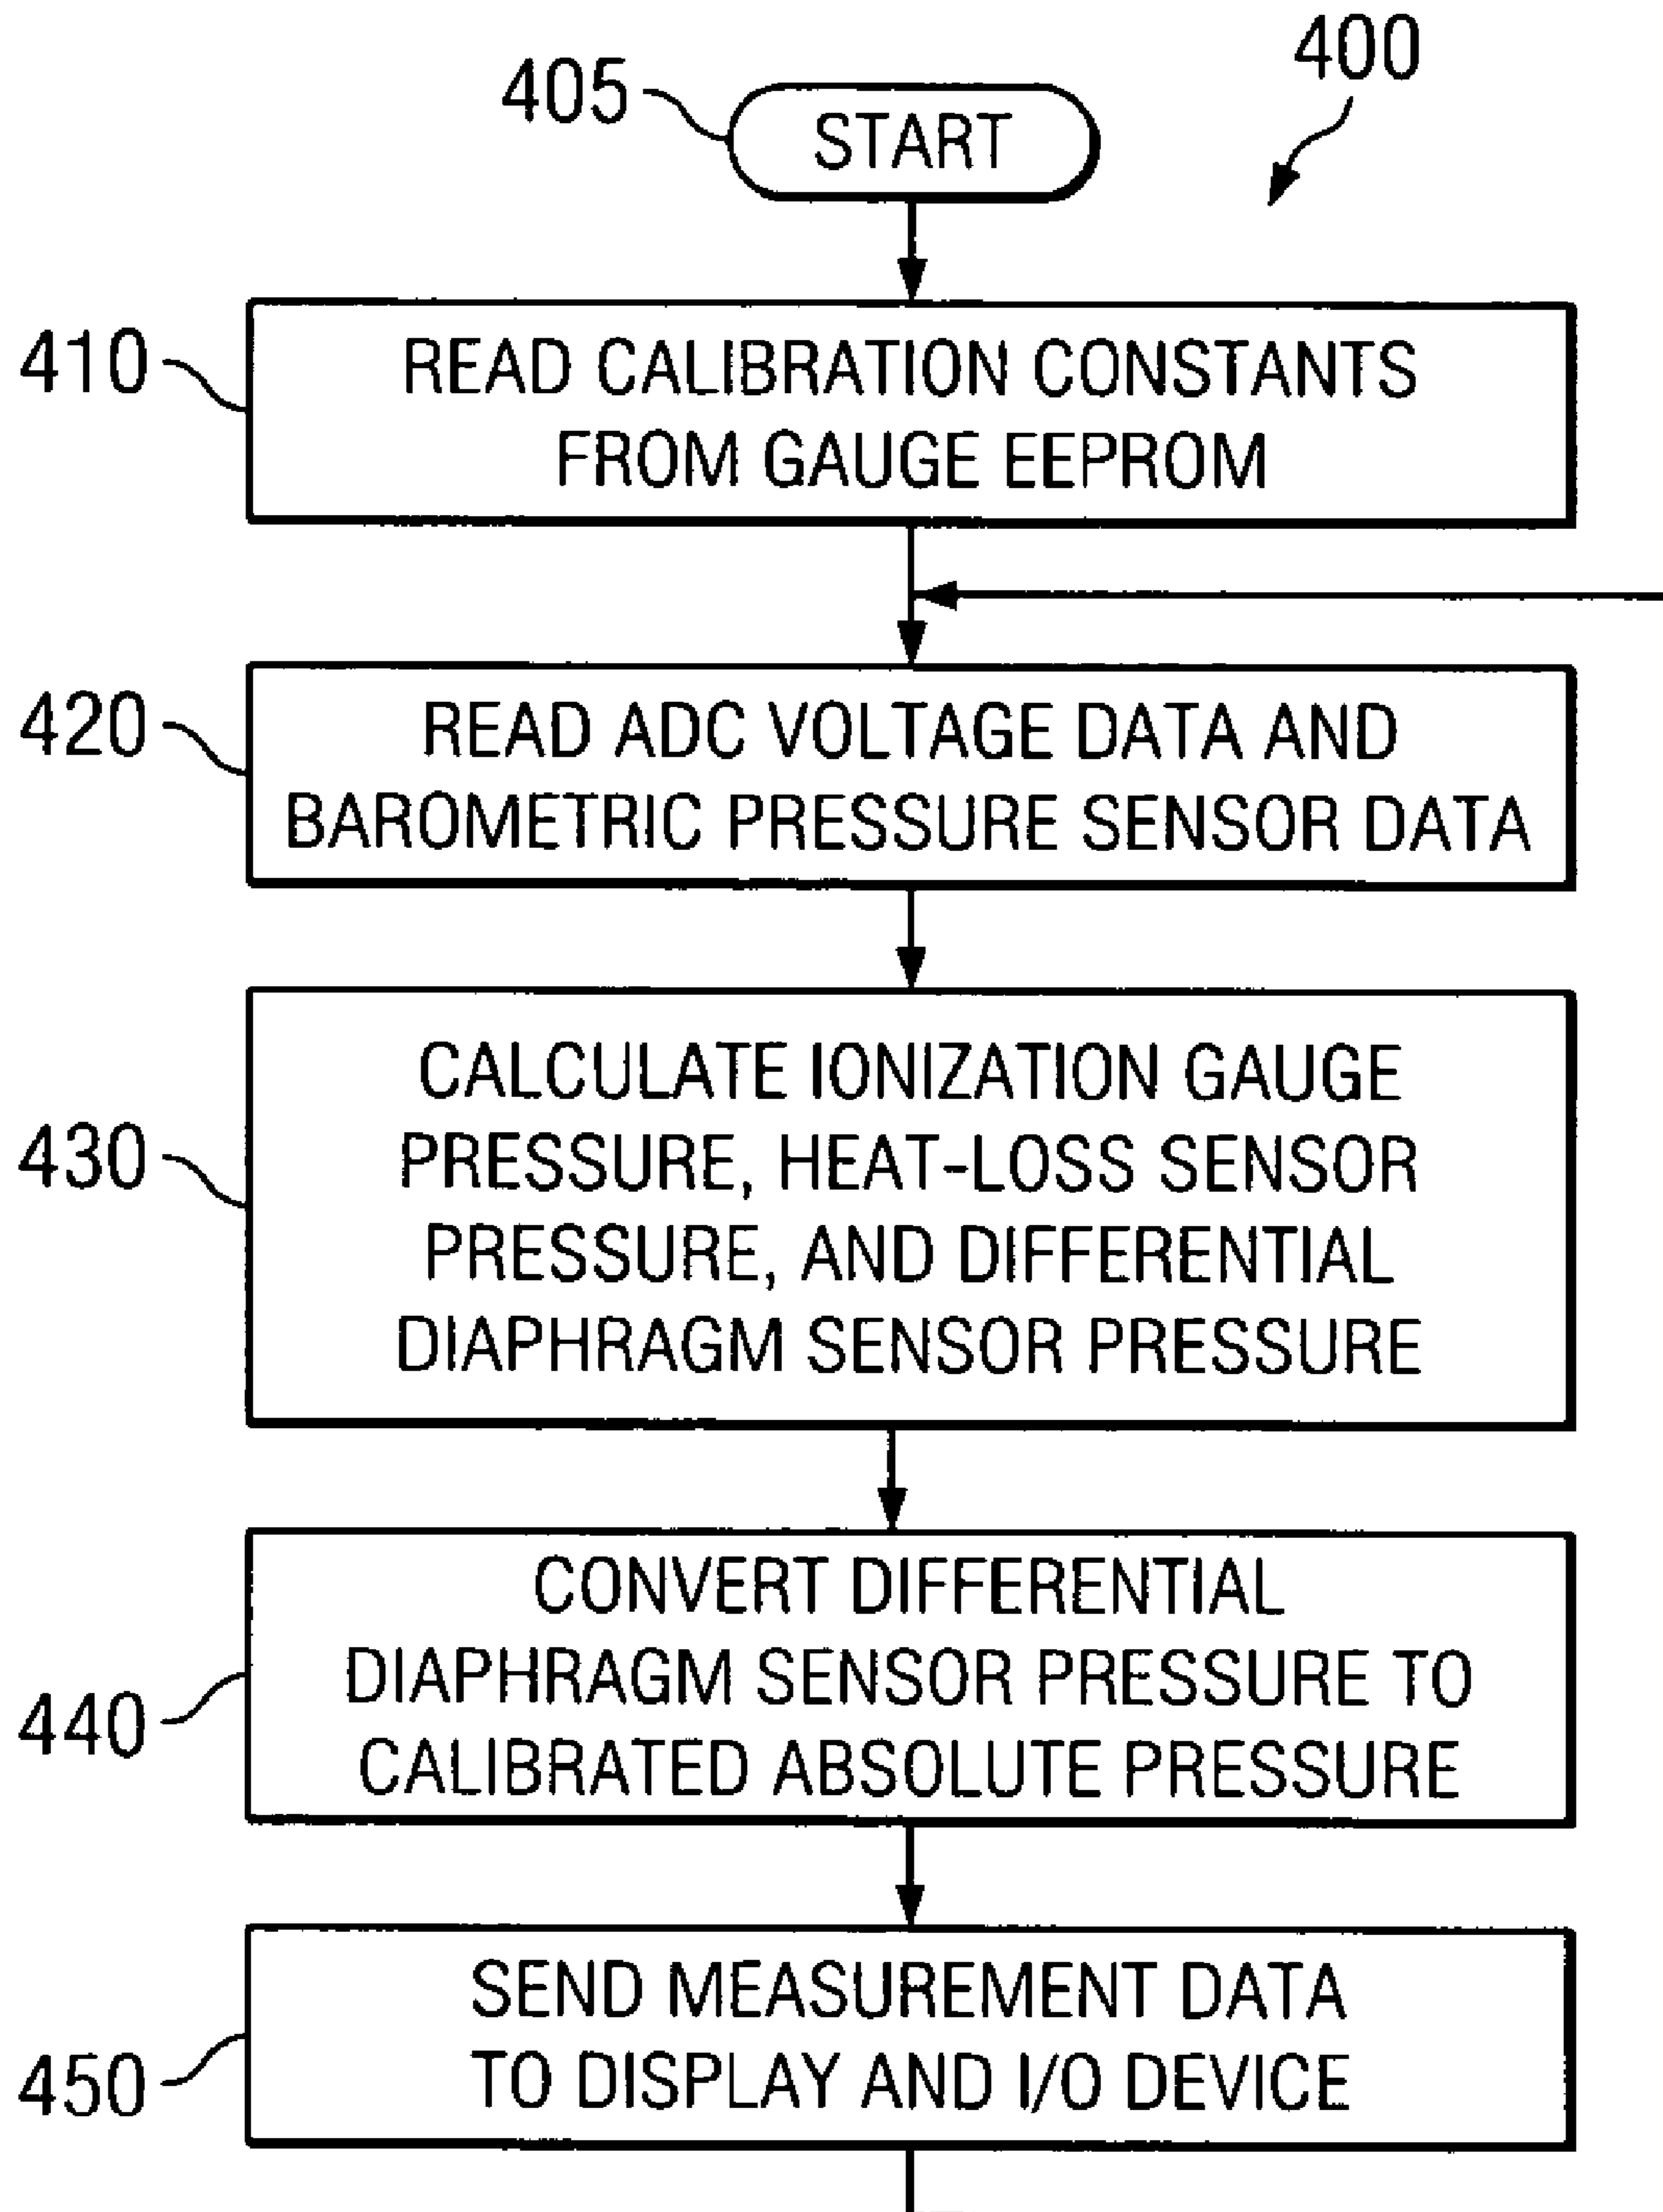 400
405
START
410
READ CALIBRATION CONSTANTS
FROM GAUGE EEPROM
420
READ ADC VOLTAGE DATA AND
BAROMETRIC PRESSURE SENSOR DATA
430
CALCULATE IONIZATION GAUGE
PRESSURE, HEAT-LOSS SENSOR
PRESSURE, AND DIFFERENTIAL
DIAPHRAGM SENSOR PRESSURE
440
CONVERT DIFFERENTIAL
DIAPHRAGM SENSOR PRESSURE TO
CALIBRATED ABSOLUTE PRESSURE
450
SEND MEASUREMENT DATA
TO DISPLAY AND I/O DEVICE